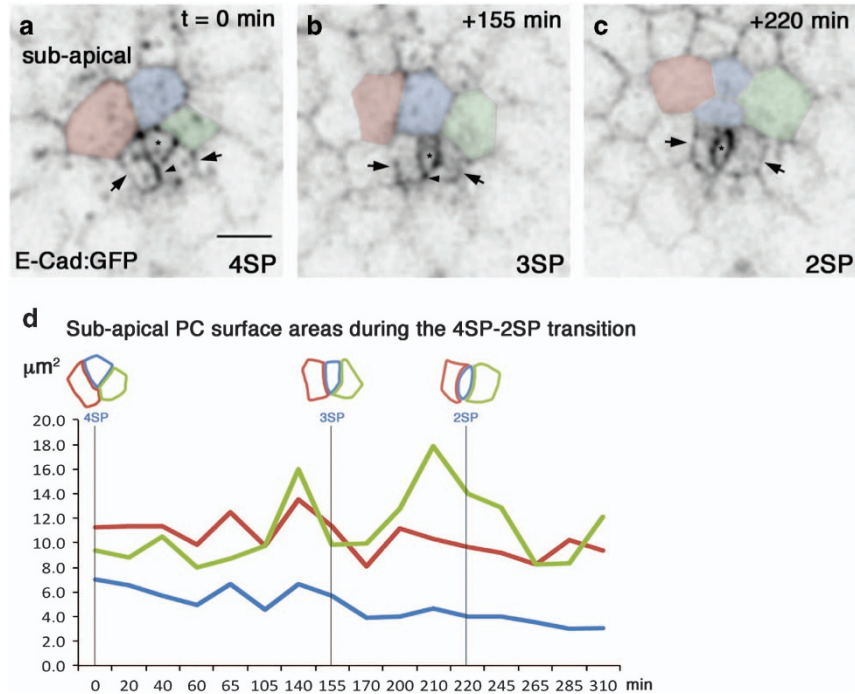 a t = 0 min
sub-apical
E-Cad:GFP 4SP
b +155 min
3SP
c +220 min
2SP
d Sub-apical PC surface areas during the 4SP-2SP transition
μm²
4SP 3SP 2SP
20.0
18.0
16.0
14.0
12.0
10.0
8.0
6.0
4.0
2.0
0.0
0 20 40 60 65 105 140 155 170 200 210 220 245 265 285 310 min